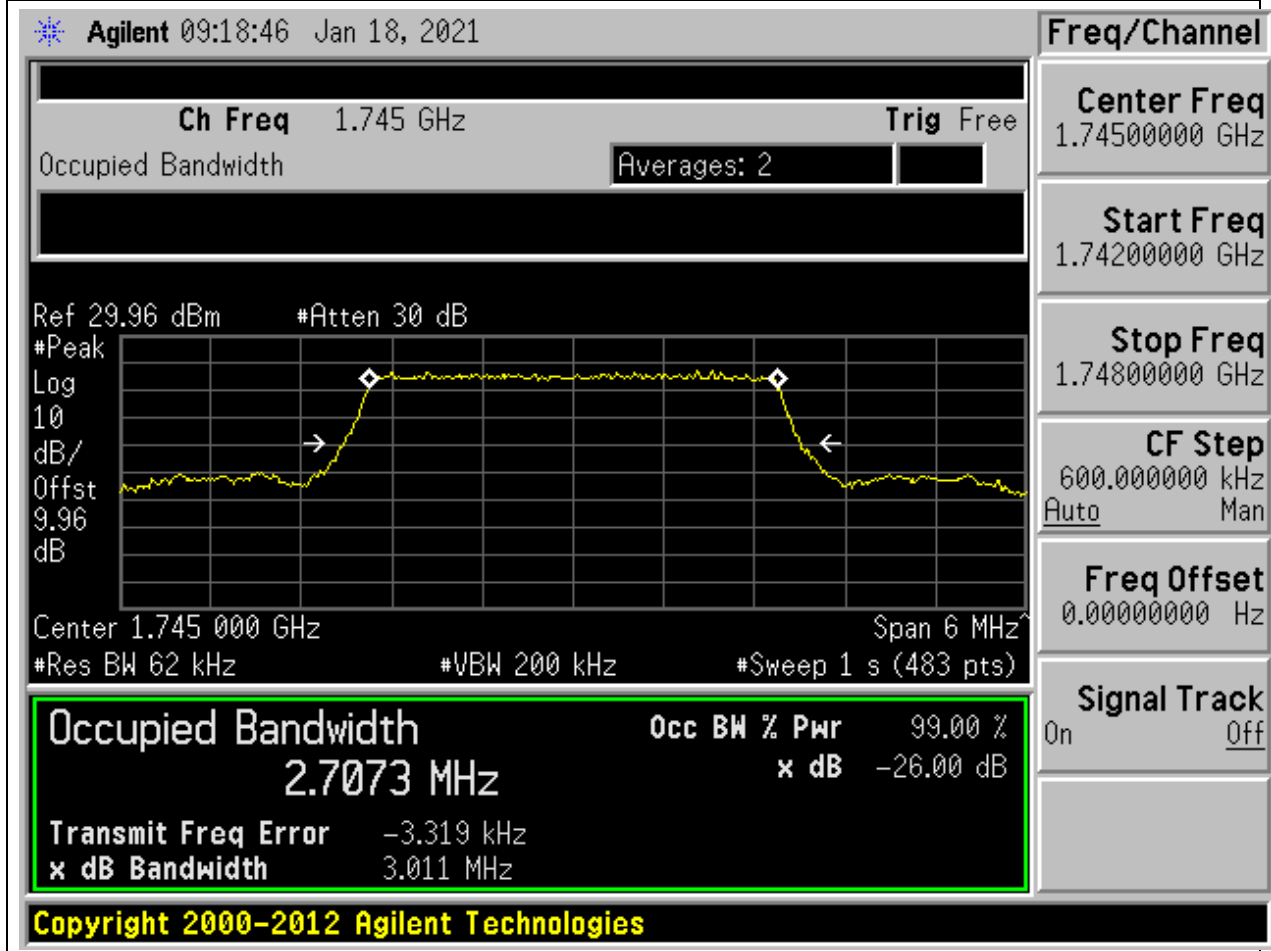 Agilent 09:18:46 Jan 18, 2021
Freq/Channel
Ch Freq 1.745 GHz Trig Free
Occupied Bandwidth Averages: 2
Ref 29.96 dBm #Atten 30 dB
#Peak
Log
10
dB/
Offst
9.96
dB
Center 1.745 000 GHz Span 6 MHz^
#Res BW 62 kHz #VBW 200 kHz #Sweep 1 s (483 pts)
Occupied Bandwidth Occ BW % Pwr 99.00 %
2.7073 MHz x dB -26.00 dB
Transmit Freq Error -3.319 kHz
x dB Bandwidth 3.011 MHz
Center Freq
1.74500000 GHz
Start Freq
1.74200000 GHz
Stop Freq
1.74800000 GHz
CF Step
600.000000 kHz
Auto Man
Freq Offset
0.00000000 Hz
Signal Track
On Off
Copyright 2000-2012 Agilent Technologies